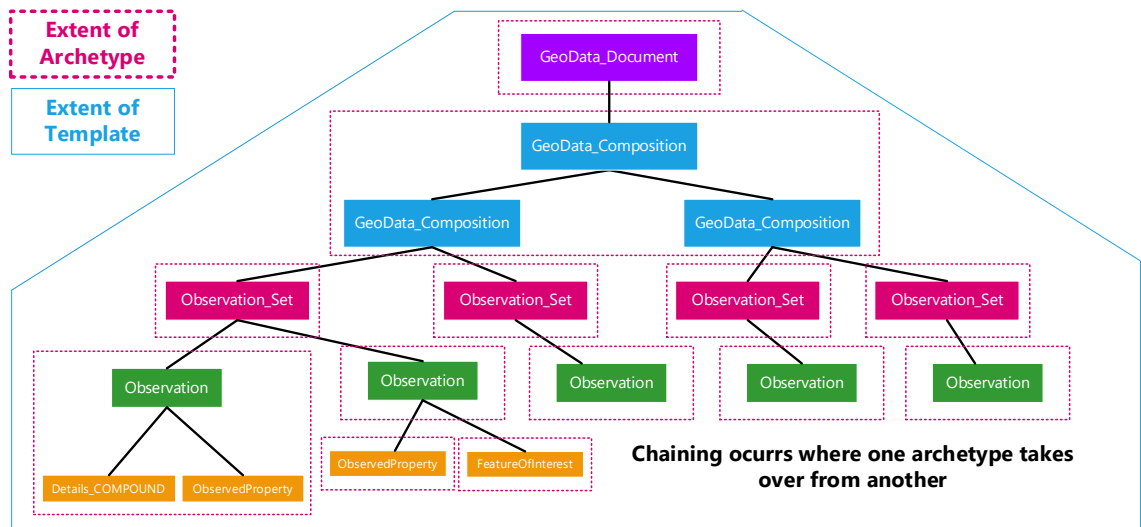 Extent of
Archetype
Extent of
Template
GeoData_Document
GeoData_Composition
GeoData_Composition
GeoData_Composition
Observation_Set
Observation_Set
Observation_Set
Observation_Set
Observation
Observation
Observation
Observation
Observation
Details_COMPOUND
ObservedProperty
ObservedProperty
FeatureOfInterest
Chaining ocurrs where one archetype takes
over from another